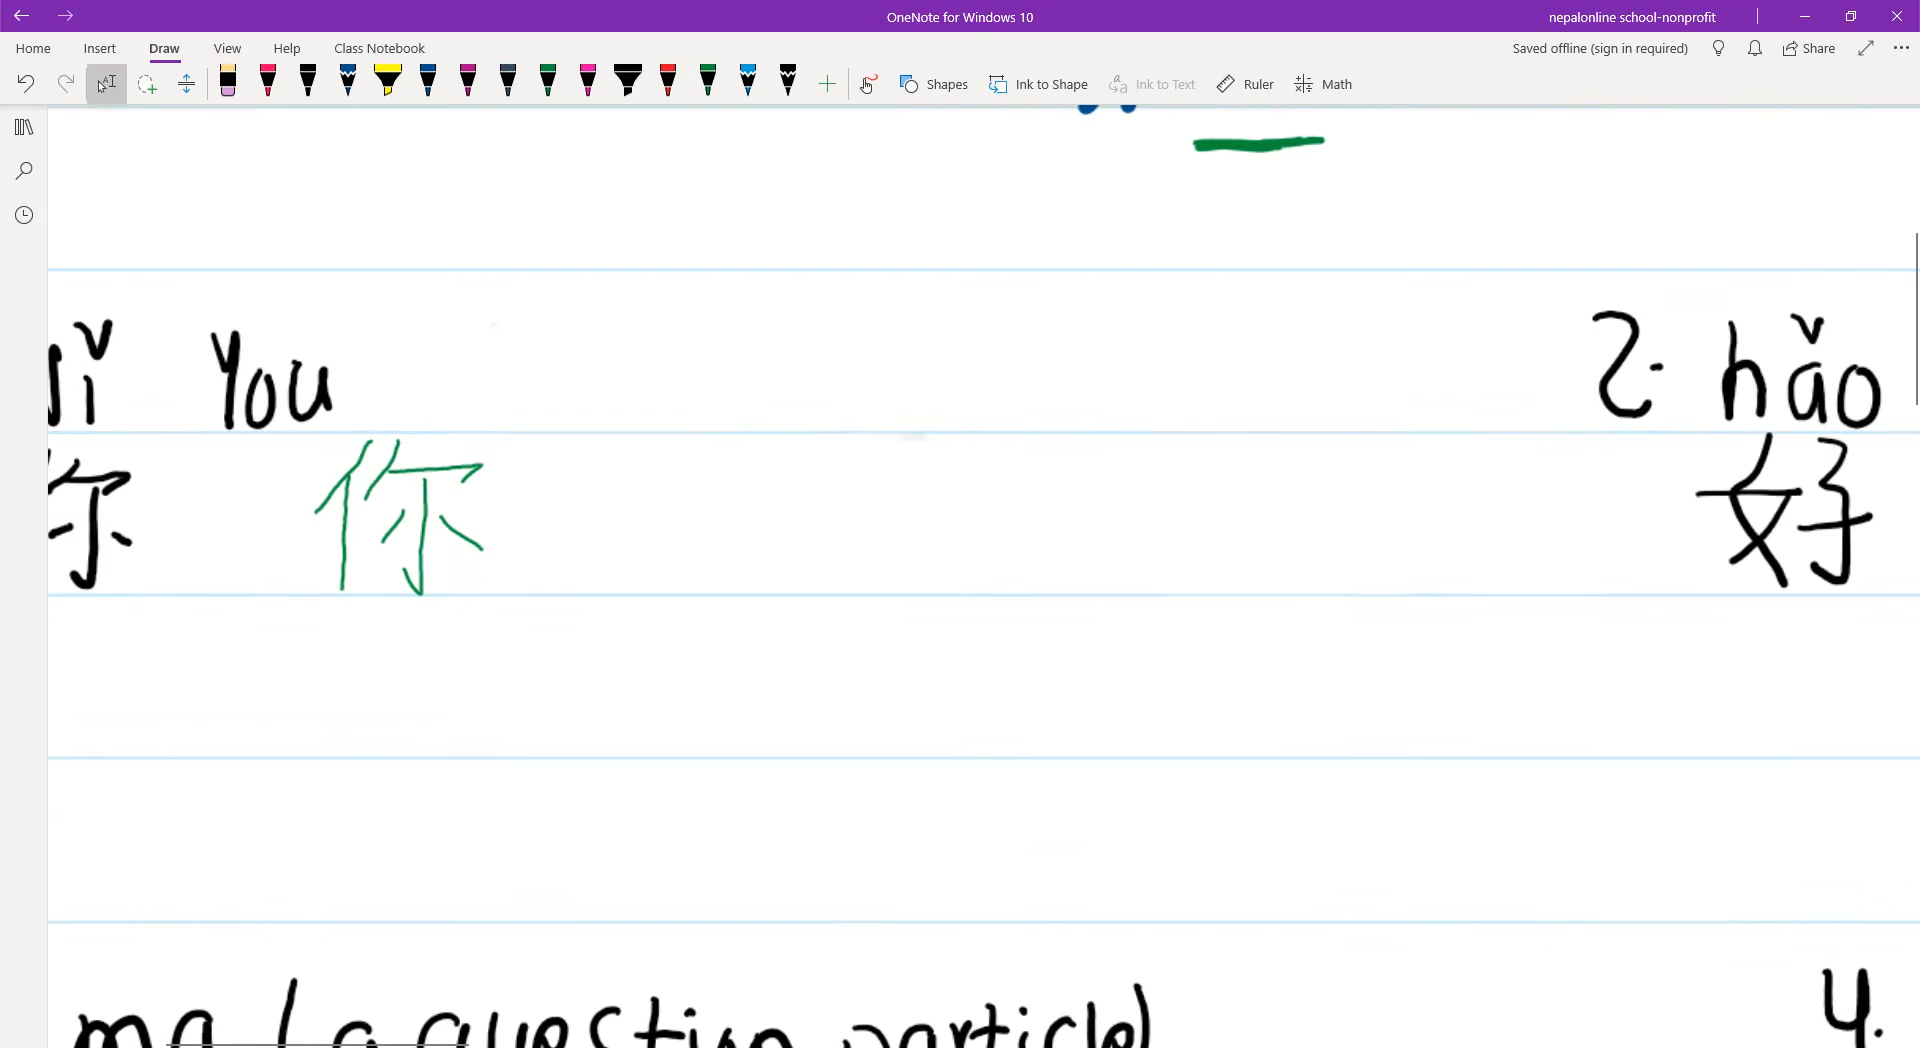 OneNote for Windows 10
nepalonline school-nonprofit
Home Insert Draw View Help Class Notebook
Saved offline (sign in required) Share
Shapes Ink to Shape Ink to Text Ruler Math
nǐ You 2. hǎo
你 你 好
ma (a question particle) 4.